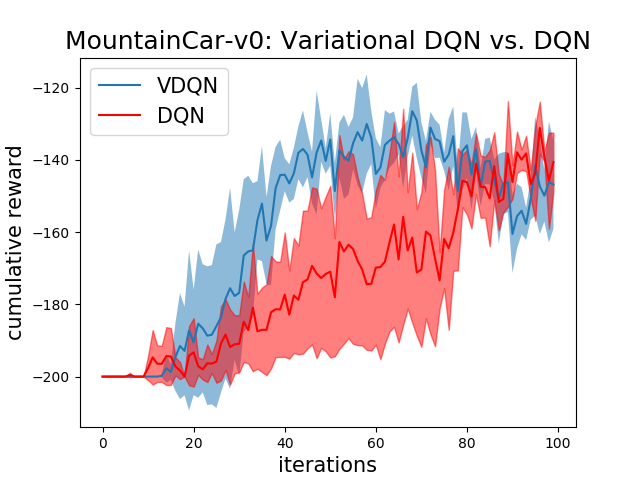 MountainCar-v0: Variational DQN vs. DQN
VDQN
DQN
cumulative reward
−120
−140
−160
−180
−200
0 20 40 60 80 100
iterations